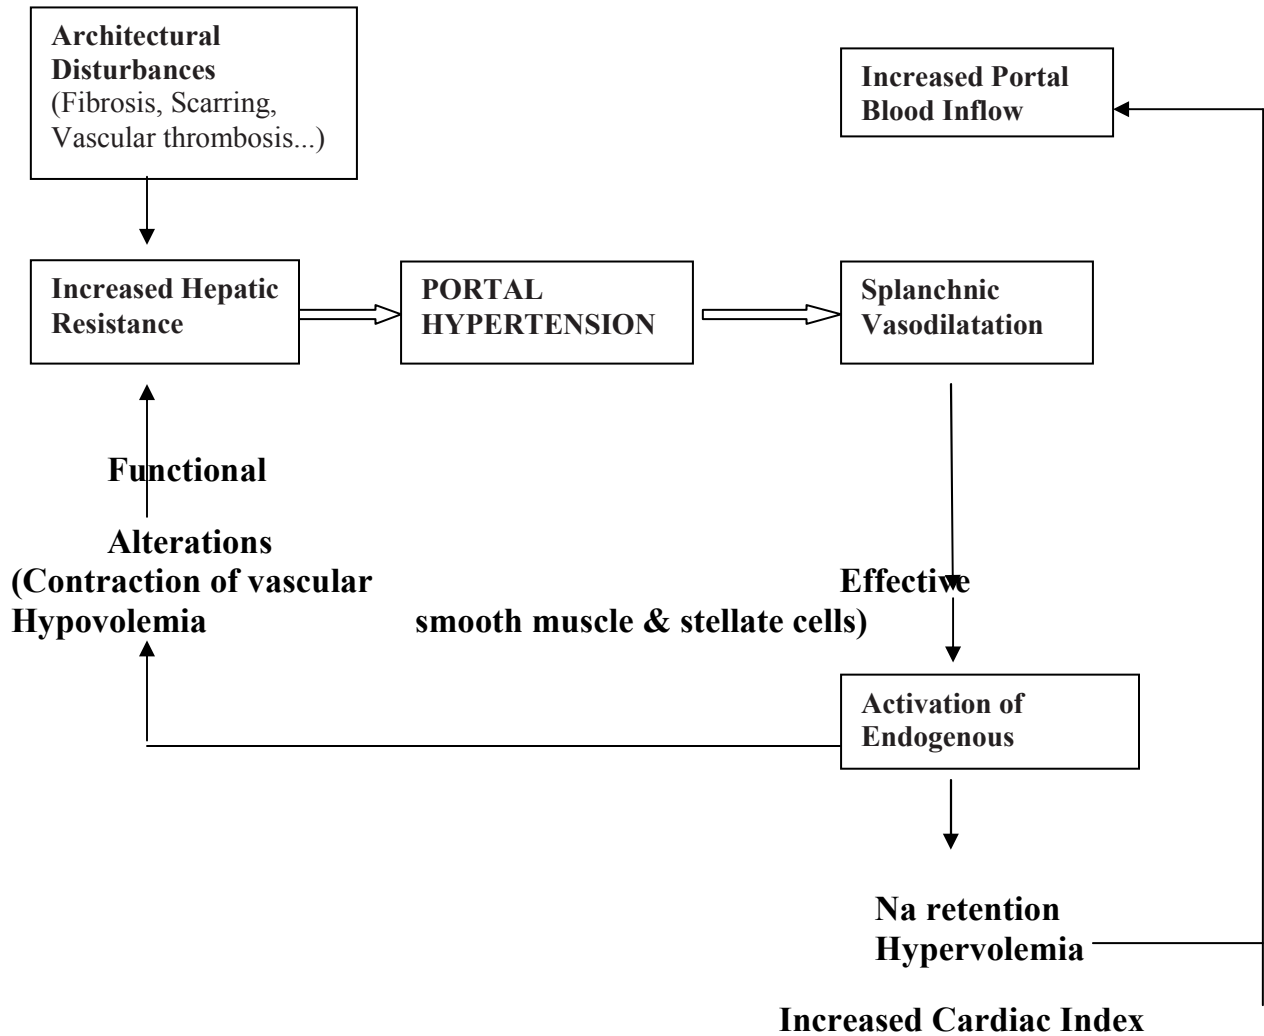 Architectural
Disturbances
(Fibrosis, Scarring,
Vascular thrombosis...)
Increased Portal
Blood Inflow
Increased Hepatic
Resistance
PORTAL
HYPERTENSION
Splanchnic
Vasodilatation
Functional
Alterations
(Contraction of vascular Effective
Hypovolemia smooth muscle & stellate cells)
Activation of
Endogenous
Na retention
Hypervolemia
Increased Cardiac Index